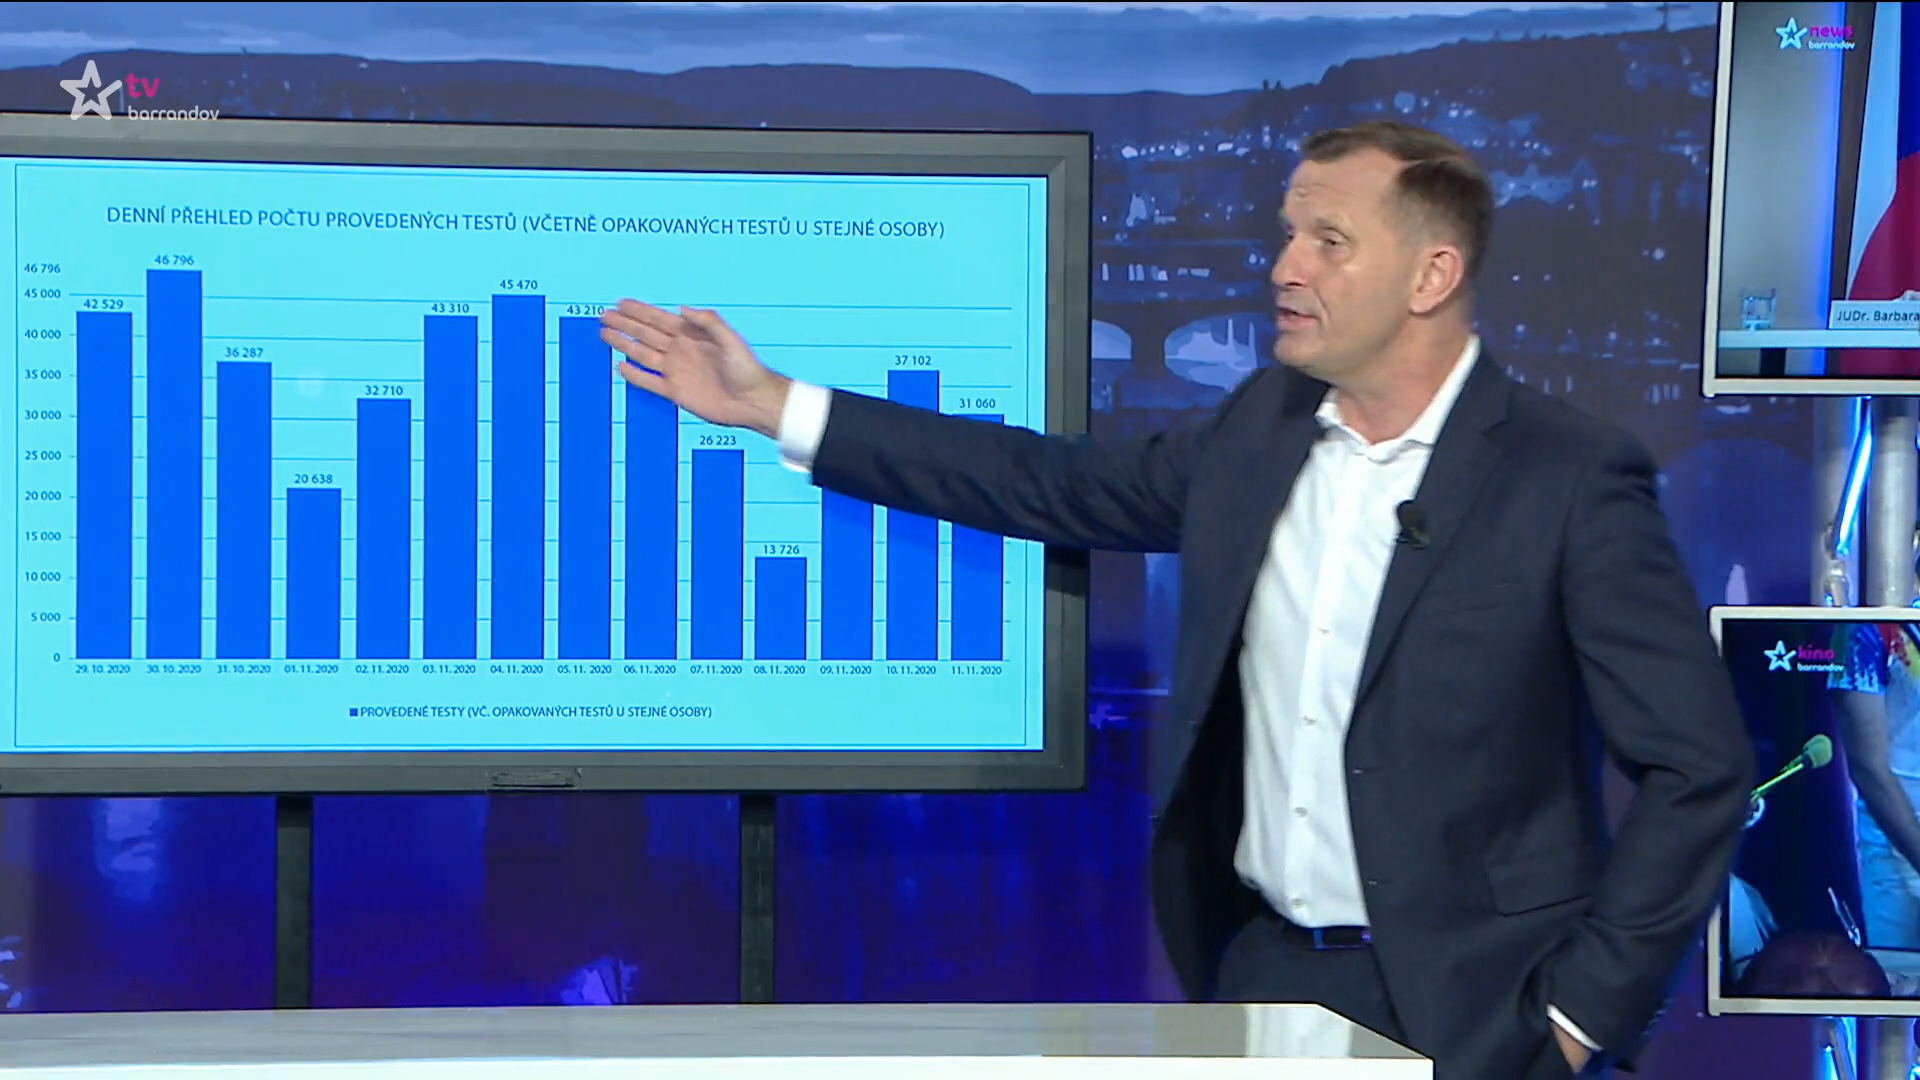 tv
barrandov
news
barrandov
JUDr. Barbara
DENNÍ PŘEHLED POČTU PROVEDENÝCH TESTŮ (VČETNĚ OPAKOVANÝCH TESTŮ U STEJNÉ OSOBY)
46 796
45 000
40 000
35 000
30 000
25 000
20 000
15 000
10 000
5 000
0
42 529
46 796
36 287
20 638
32 710
43 310
45 470
43 210
26 223
13 726
37 102
31 060
29. 10. 2020
30. 10. 2020
31. 10. 2020
01. 11. 2020
02. 11. 2020
03. 11. 2020
04. 11. 2020
05. 11. 2020
06. 11. 2020
07. 11. 2020
08. 11. 2020
09. 11. 2020
10. 11. 2020
11. 11. 2020
PROVEDENÉ TESTY (VČ. OPAKOVANÝCH TESTŮ U STEJNÉ OSOBY)
kino
barrandov